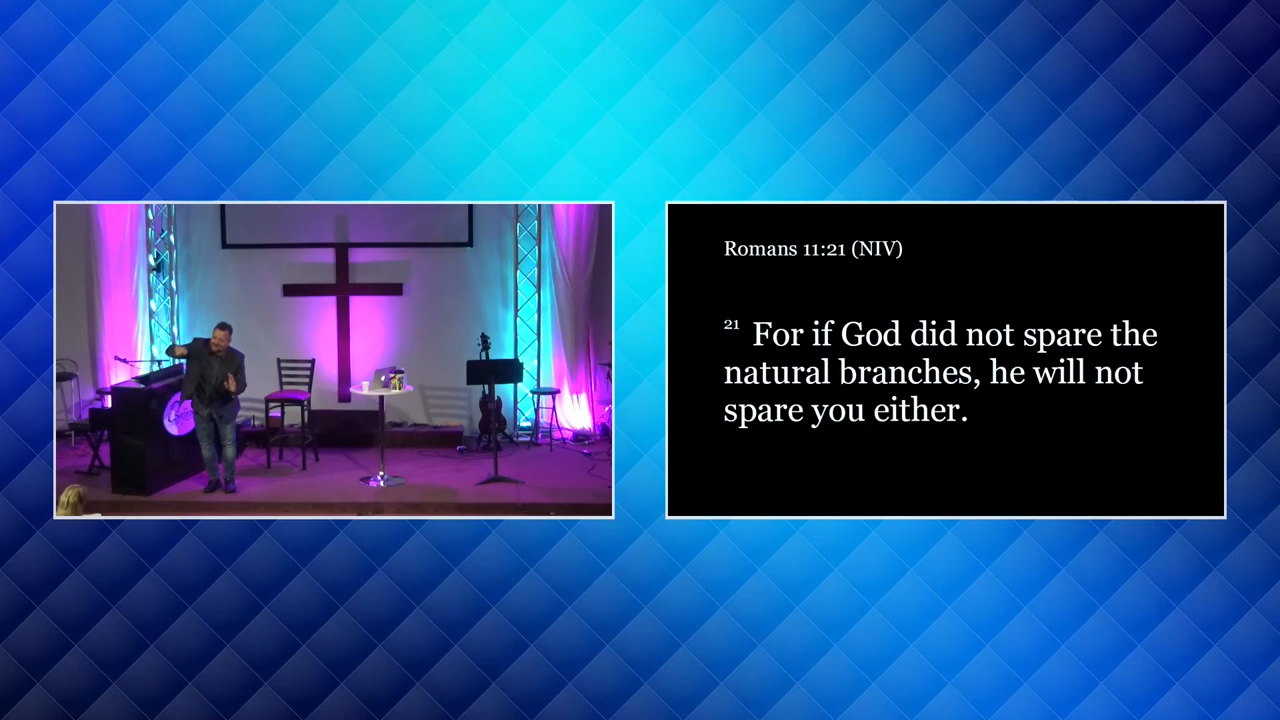 Romans 11:21 (NIV)
21 For if God did not spare the
natural branches, he will not
spare you either.